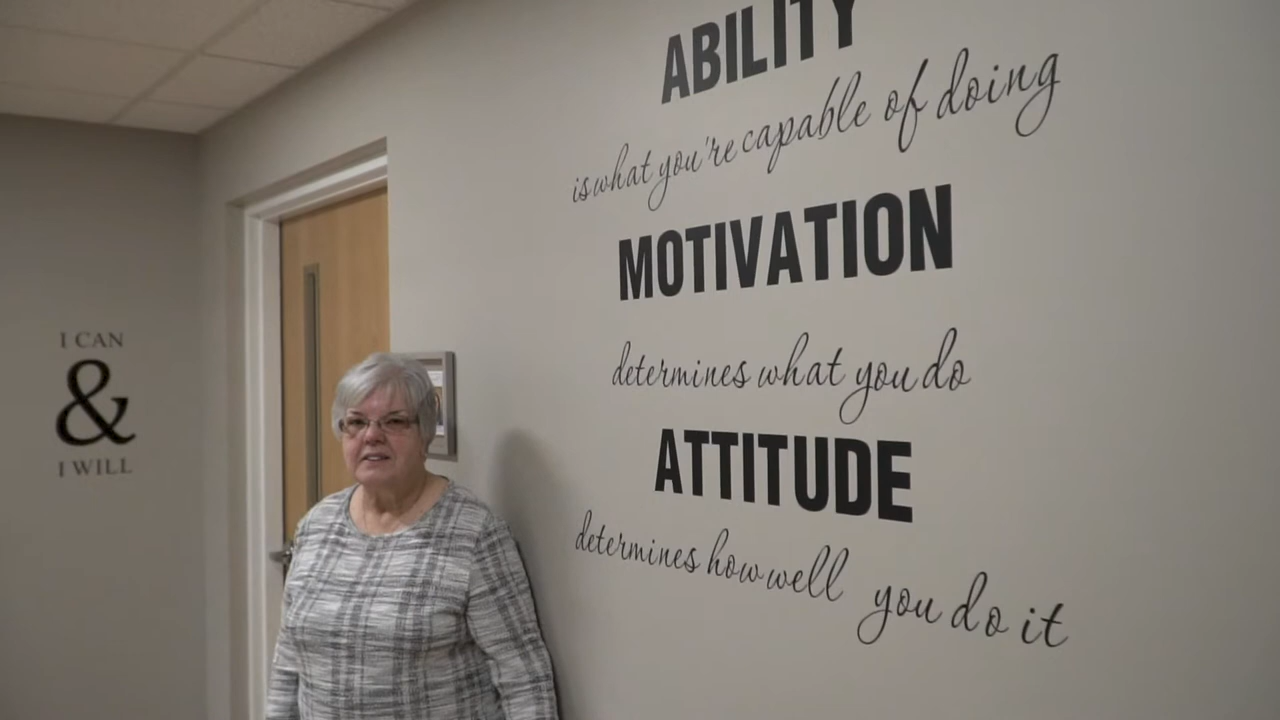 ABILITY
is what you're capable of doing
MOTIVATION
determines what you do
ATTITUDE
determines how well you do it
I CAN
&
I WILL